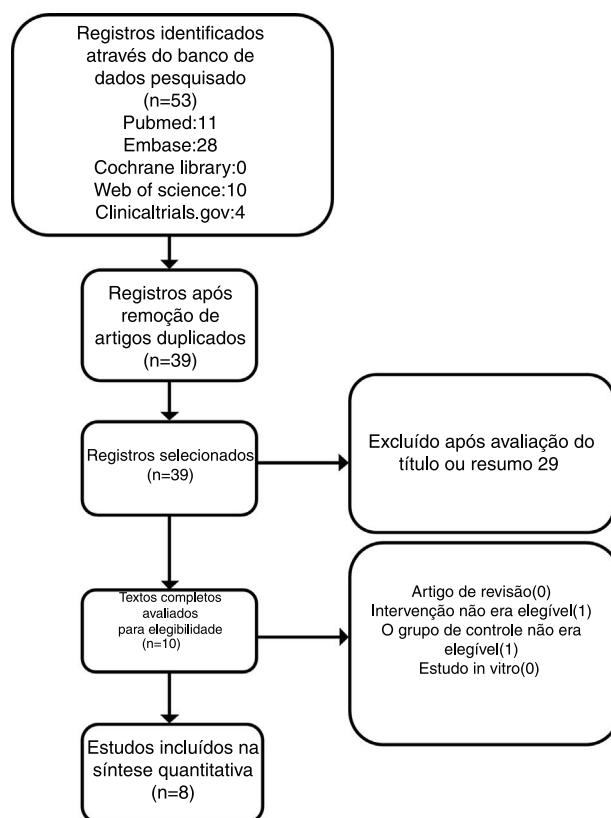 Registros identificados
através do banco de
dados pesquisado
(n=53)
Pubmed:11
Embase:28
Cochrane library:0
Web of science:10
Clinicaltrials.gov:4
Registros após
remoção de
artigos duplicados
(n=39)
Registros selecionados
(n=39)
Excluído após avaliação do
título ou resumo 29
Textos completos
avaliados
para elegibilidade
(n=10)
Artigo de revisão(0)
Intervenção não era elegível(1)
O grupo de controle não era
elegível(1)
Estudo in vitro(0)
Estudos incluídos na
síntese quantitativa
(n=8)